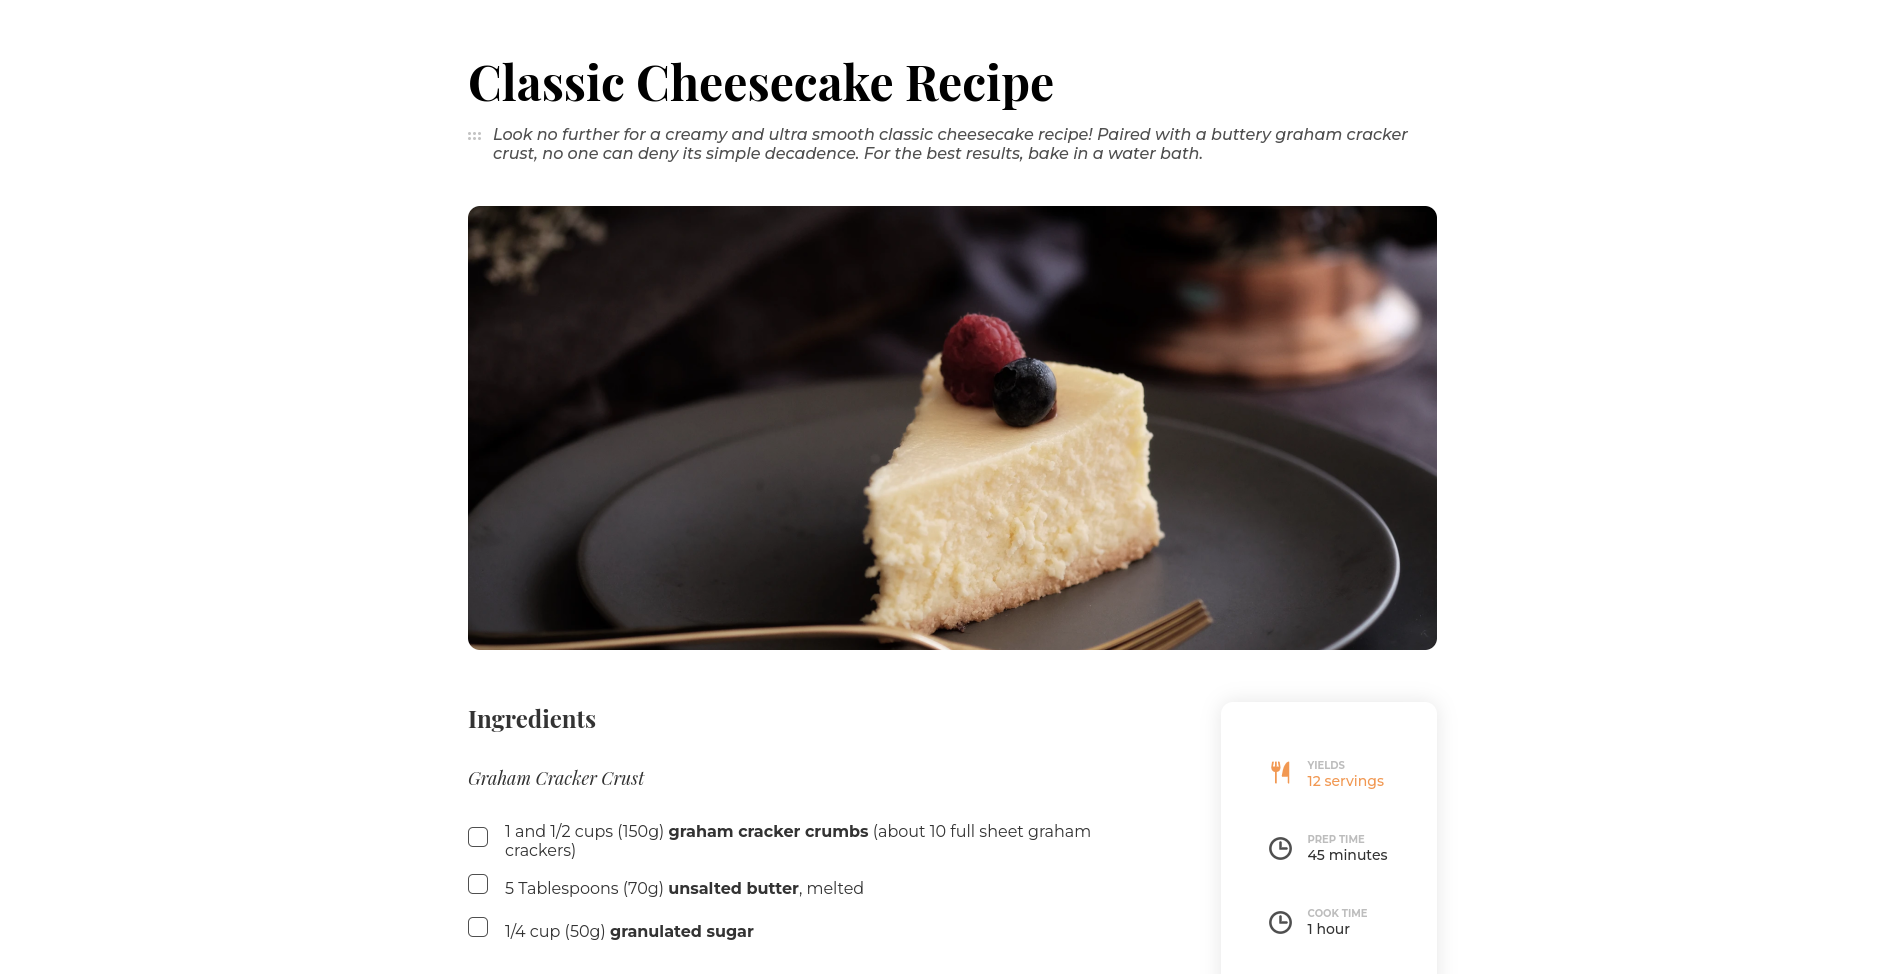 Classic Cheesecake Recipe
Look no further for a creamy and ultra smooth classic cheesecake recipe! Paired with a buttery graham cracker
crust, no one can deny its simple decadence. For the best results, bake in a water bath.
Ingredients
Graham Cracker Crust
1 and 1/2 cups (150g) graham cracker crumbs (about 10 full sheet graham
crackers)
5 Tablespoons (70g) unsalted butter, melted
1/4 cup (50g) granulated sugar
YIELDS
12 servings
PREP TIME
45 minutes
COOK TIME
1 hour